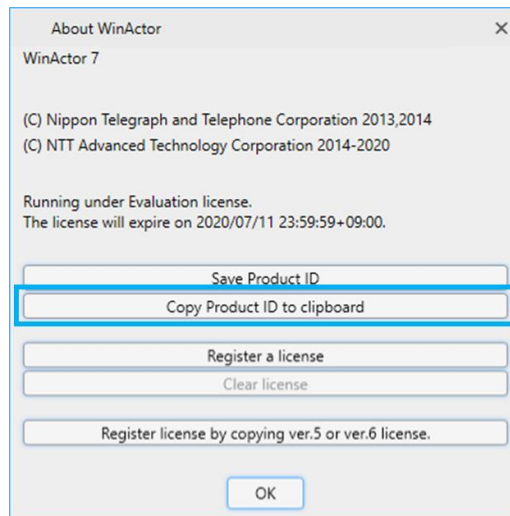 About WinActor
WinActor 7
(C) Nippon Telegraph and Telephone Corporation 2013,2014
(C) NTT Advanced Technology Corporation 2014-2020
Running under Evaluation license.
The license will expire on 2020/07/11 23:59:59+09:00.
Save Product ID
Copy Product ID to clipboard
Register a license
Clear license
Register license by copying ver.5 or ver.6 license.
OK